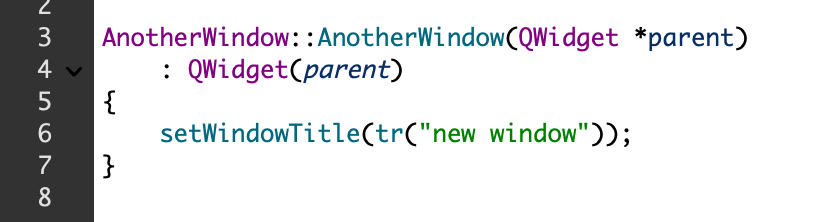 2
3 AnotherWindow::AnotherWindow(QWidget *parent)
4     : QWidget(parent)
5 {
6     setWindowTitle(tr("new window"));
7 }
8